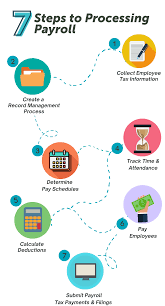 7 Steps to Processing
Payroll
1
Collect Employee
Tax Information
2
Create a
Record Management
Process
3
Determine
Pay Schedules
4
Track Time &
Attendance
5
Calculate
Deductions
6
Pay
Employees
7
Submit Payroll
Tax Payments & Filings